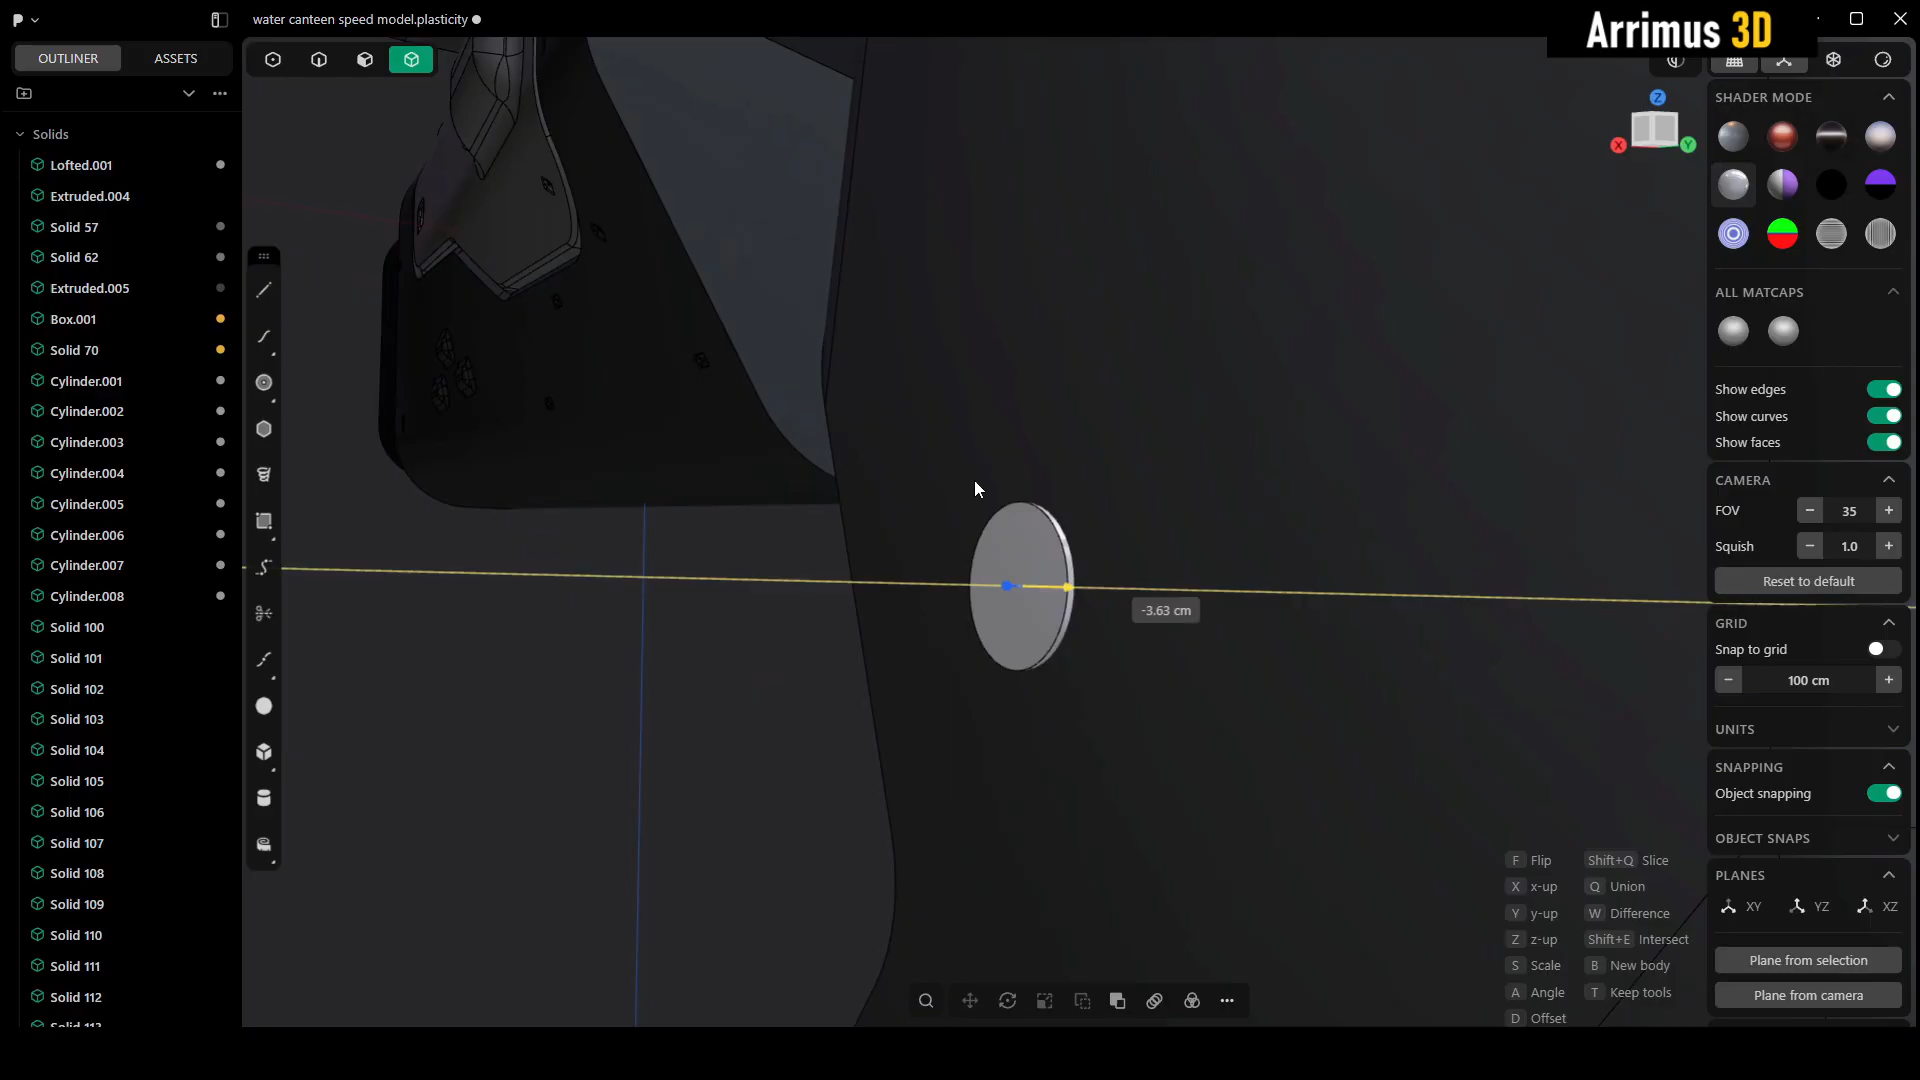 water canteen speed model.plasticity
Arrimus 3D
OUTLINER
ASSETS
Solids
Lofted.001
Extruded.004
Solid 57
Solid 62
Extruded.005
Box.001
Solid 70
Cylinder.001
Cylinder.002
Cylinder.003
Cylinder.004
Cylinder.005
Cylinder.006
Cylinder.007
Cylinder.008
Solid 100
Solid 101
Solid 102
Solid 103
Solid 104
Solid 105
Solid 106
Solid 107
Solid 108
Solid 109
Solid 110
Solid 111
Solid 112
Z
X
Y
-3.63 cm
F Flip
Shift+Q Slice
X x-up
Q Union
Y y-up
W Difference
Z z-up
Shift+E Intersect
S Scale
B New body
A Angle
T Keep tools
D Offset
SHADER MODE
ALL MATCAPS
Show edges
Show curves
Show faces
CAMERA
FOV
35
Squish
1.0
Reset to default
GRID
Snap to grid
100 cm
UNITS
SNAPPING
Object snapping
OBJECT SNAPS
PLANES
XY
YZ
XZ
Plane from selection
Plane from camera